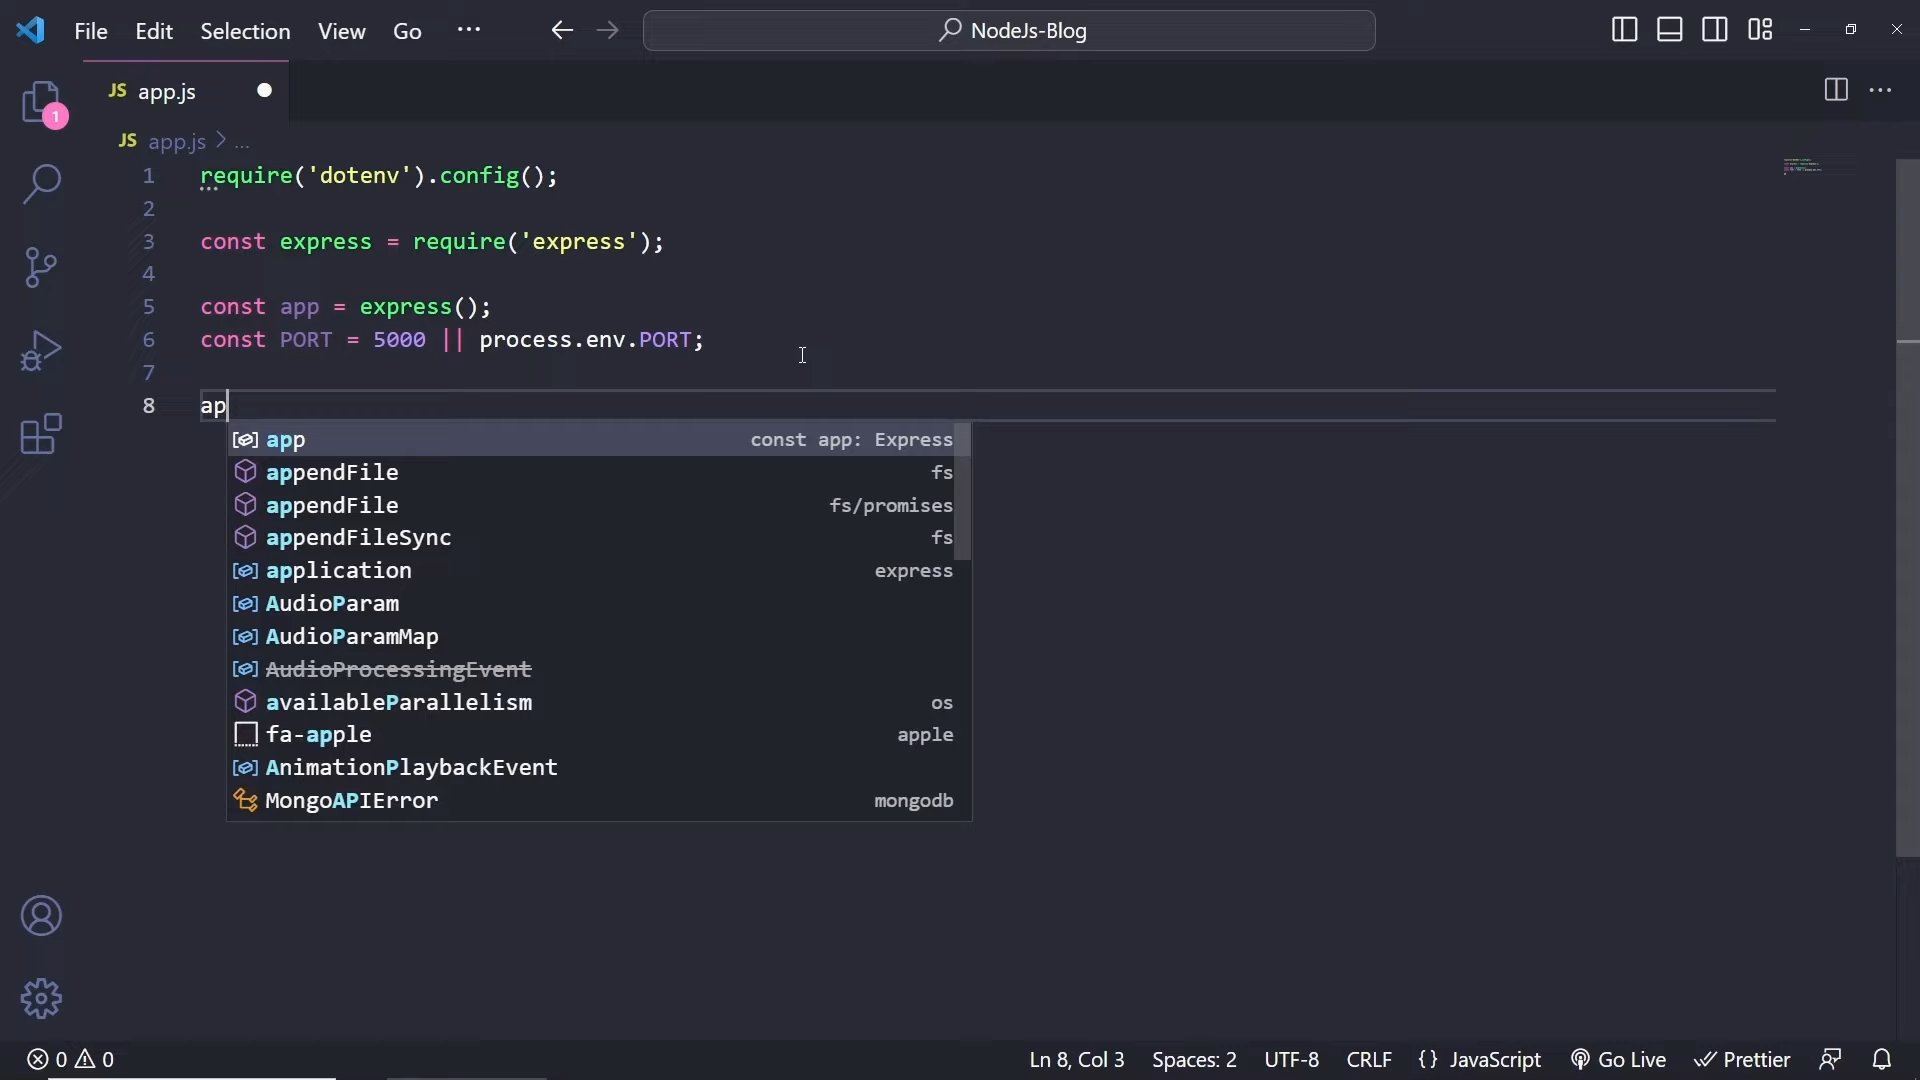 File Edit Selection View Go ··· NodeJs-Blog
JS app.js
1
JS app.js > ...
1 require('dotenv').config();
2
3 const express = require('express');
4
5 const app = express();
6 const PORT = 5000 || process.env.PORT;
7
8 ap
app const app: Express
appendFile fs
appendFile fs/promises
appendFileSync fs
application express
AudioParam
AudioParamMap
AudioProcessingEvent
availableParallelism os
fa-apple apple
AnimationPlaybackEvent
MongoAPIError mongodb
0 0 Ln 8, Col 3 Spaces: 2 UTF-8 CRLF {} JavaScript Go Live Prettier